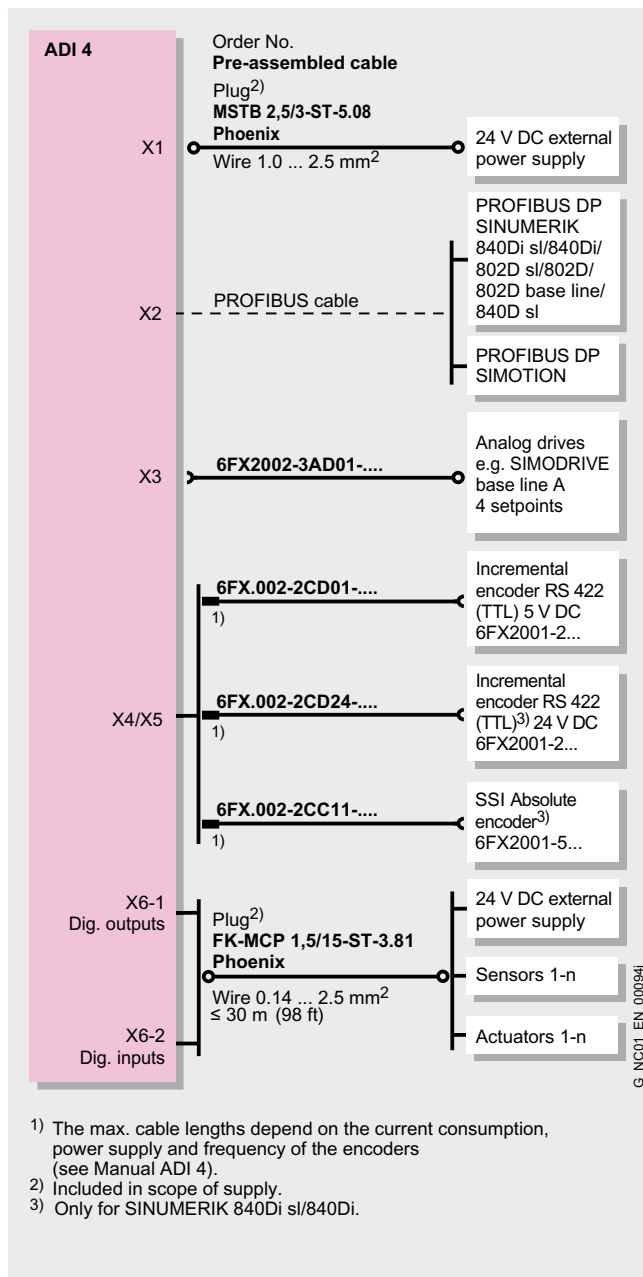 ADI 4
Order No.
Pre-assembled cable
Plug2)
MSTB 2,5/3-ST-5.08
Phoenix
X1
Wire 1.0 ... 2.5 mm2
24 V DC external
power supply
PROFIBUS DP
SINUMERIK
840Di sl/840Di/
802D sl/802D/
802D base line/
840D sl
X2
PROFIBUS cable
PROFIBUS DP
SIMOTION
X3
6FX2002-3AD01-....
Analog drives
e.g. SIMODRIVE
base line A
4 setpoints
X4/X5
6FX.002-2CD01-....
1)
Incremental
encoder RS 422
(TTL) 5 V DC
6FX2001-2...
6FX.002-2CD24-....
1)
Incremental
encoder RS 422
(TTL)3) 24 V DC
6FX2001-2...
6FX.002-2CC11-....
1)
SSI Absolute
encoder3)
6FX2001-5...
X6-1
Dig. outputs
X6-2
Dig. inputs
Plug2)
FK-MCP 1,5/15-ST-3.81
Phoenix
Wire 0.14 ... 2.5 mm2
≤ 30 m (98 ft)
24 V DC external
power supply
Sensors 1-n
Actuators 1-n
G_NC01_EN_00094i
1) The max. cable lengths depend on the current consumption,
power supply and frequency of the encoders
(see Manual ADI 4).
2) Included in scope of supply.
3) Only for SINUMERIK 840Di sl/840Di.